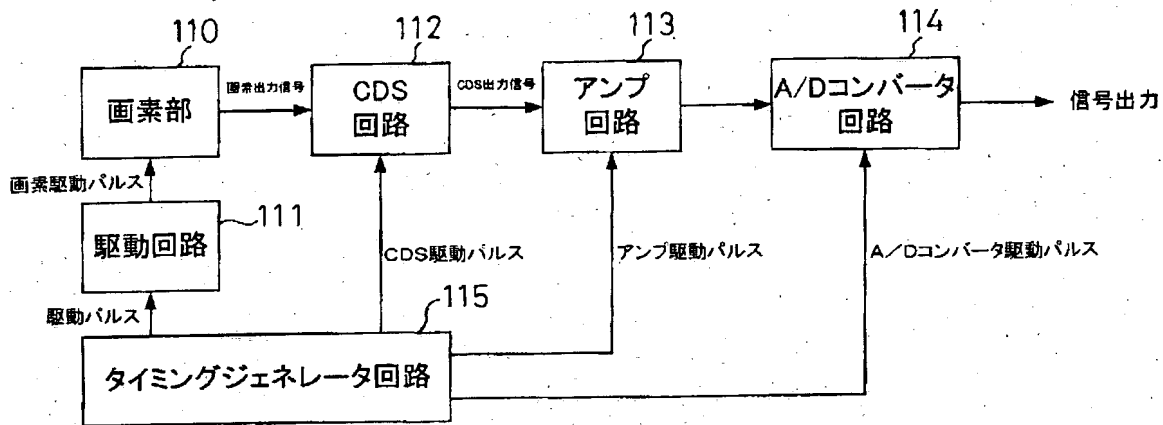 110
112
113
114
画素部
画素出力信号
CDS
回路
CDS出力信号
アンプ
回路
A/Dコンバータ
回路
信号出力
画素駆動パルス
駆動回路
111
駆動パルス
CDS駆動パルス
アンプ駆動パルス
A/Dコンバータ駆動パルス
115
タイミングジェネレータ回路